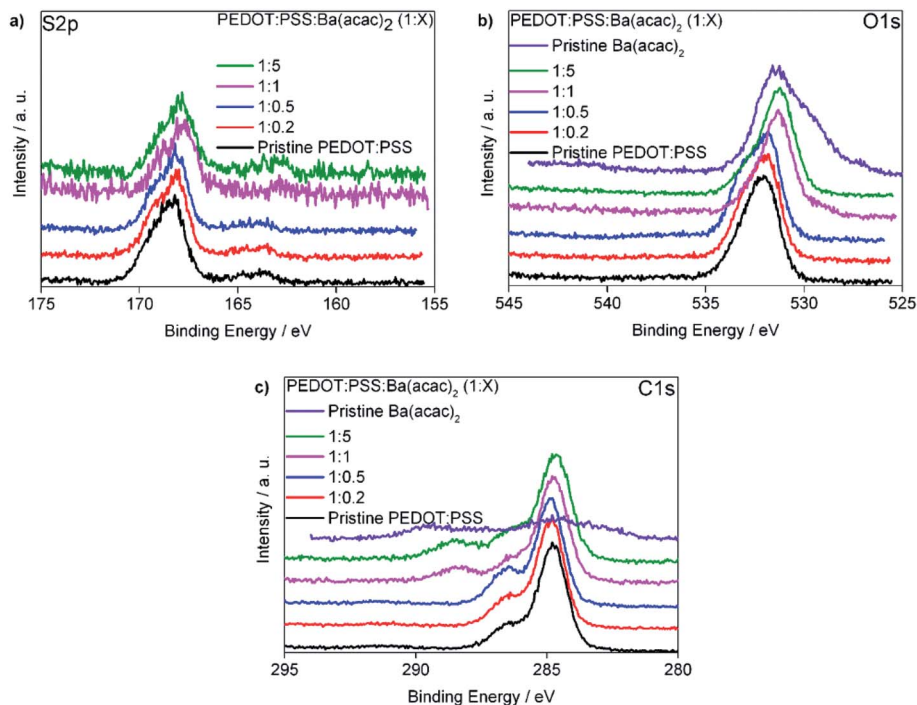 a)
S2p
PEDOT:PSS:Ba(acac)2 (1:X)
1:5
1:1
1:0.5
1:0.2
Pristine PEDOT:PSS
Intensity / a. u.
175 170 165 160 155
Binding Energy / eV
b)
PEDOT:PSS:Ba(acac)2 (1:X)
O1s
Pristine Ba(acac)2
1:5
1:1
1:0.5
1:0.2
Pristine PEDOT:PSS
Intensity / a. u.
545 540 535 530 525
Binding Energy / eV
c)
PEDOT:PSS:Ba(acac)2 (1:X)
C1s
Pristine Ba(acac)2
1:5
1:1
1:0.5
1:0.2
Pristine PEDOT:PSS
Intensity / a. u.
295 290 285 280
Binding Energy / eV